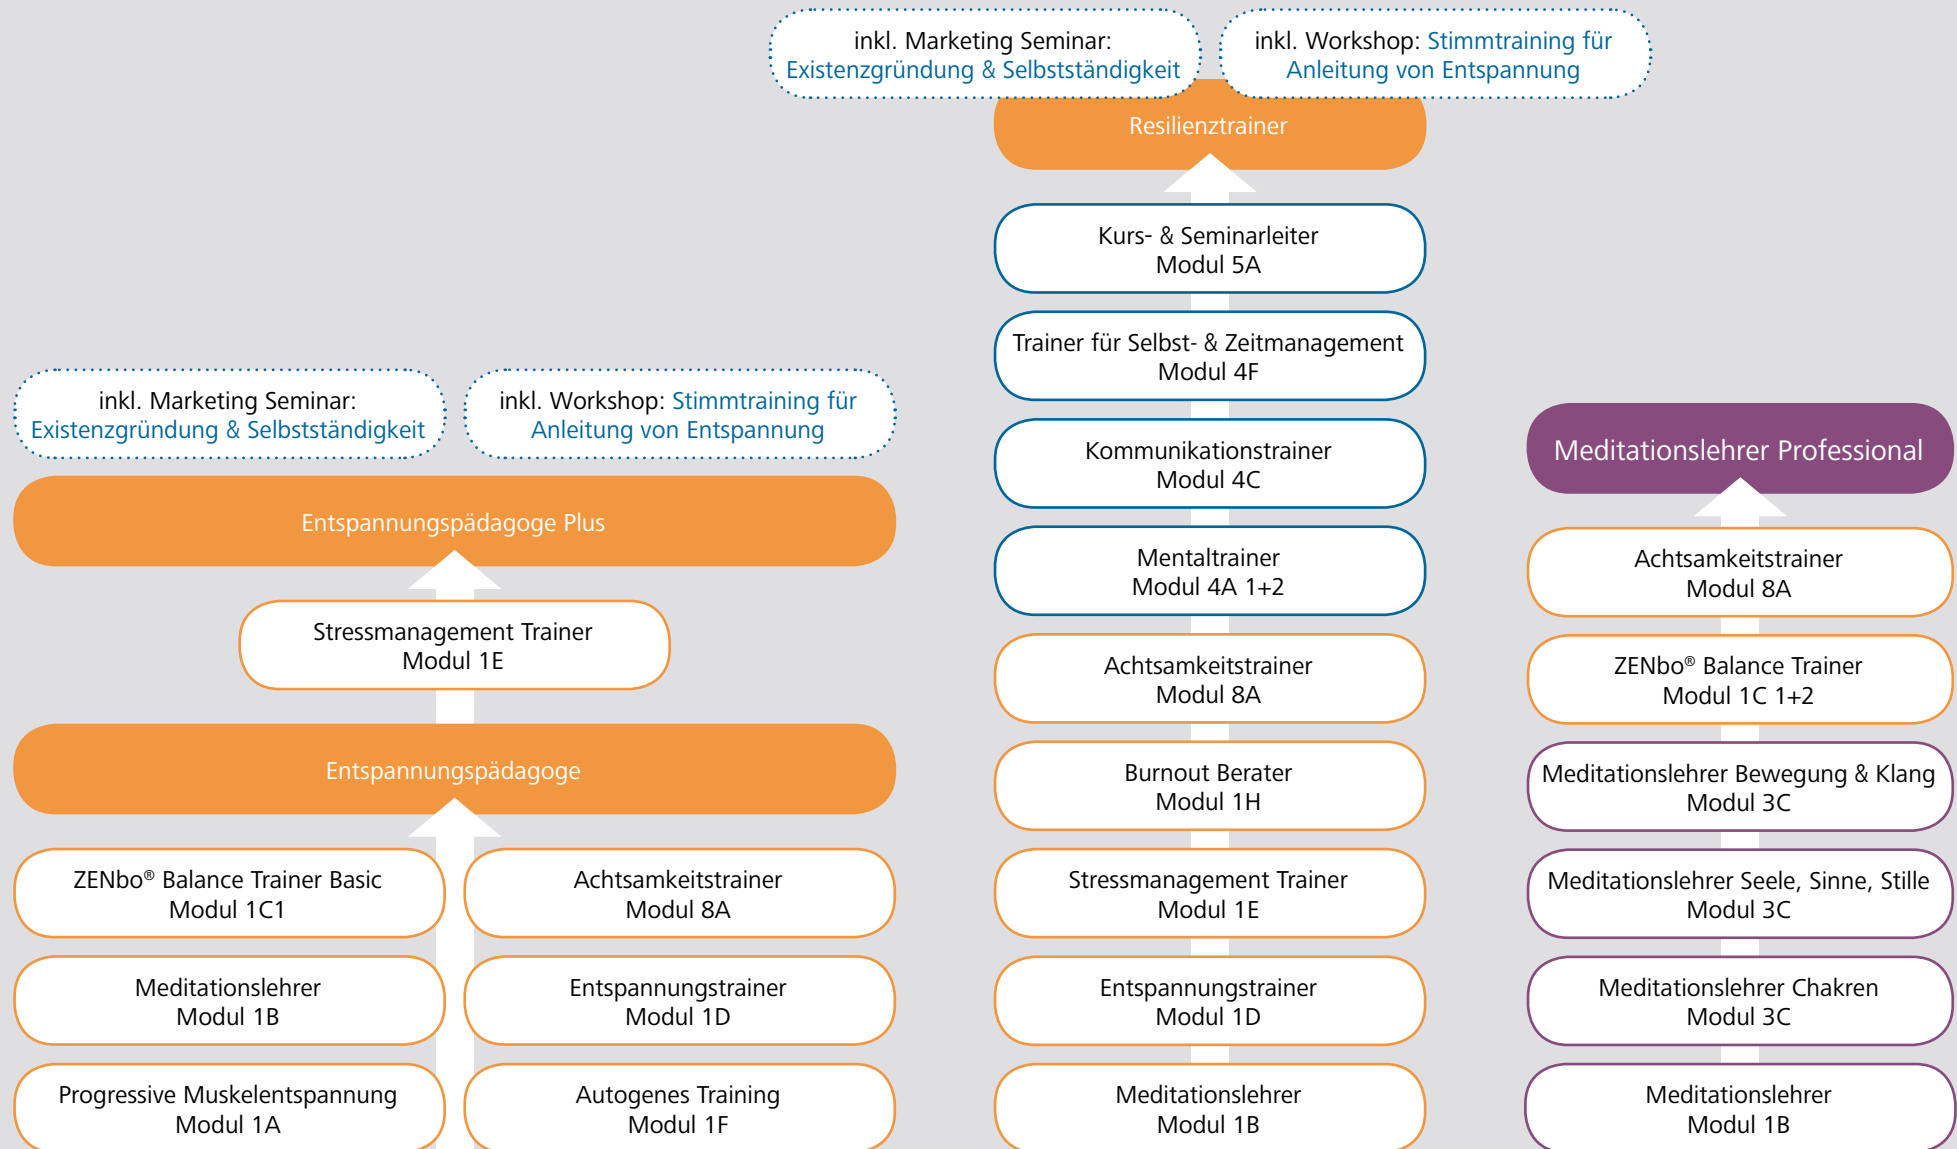 inkl. Marketing Seminar:
Existenzgründung & Selbstständigkeit
inkl. Workshop: Stimmtraining für
Anleitung von Entspannung
Entspannungspädagoge Plus
Stressmanagement Trainer
Modul 1E
Entspannungspädagoge
ZENbo® Balance Trainer Basic
Modul 1C1
Achtsamkeitstrainer
Modul 8A
Meditationslehrer
Modul 1B
Entspannungstrainer
Modul 1D
Progressive Muskelentspannung
Modul 1A
Autogenes Training
Modul 1F
inkl. Marketing Seminar:
Existenzgründung & Selbstständigkeit
inkl. Workshop: Stimmtraining für
Anleitung von Entspannung
Resilienztrainer
Kurs- & Seminarleiter
Modul 5A
Trainer für Selbst- & Zeitmanagement
Modul 4F
Kommunikationstrainer
Modul 4C
Mentaltrainer
Modul 4A 1+2
Achtsamkeitstrainer
Modul 8A
Burnout Berater
Modul 1H
Stressmanagement Trainer
Modul 1E
Entspannungstrainer
Modul 1D
Meditationslehrer
Modul 1B
Meditationslehrer Professional
Achtsamkeitstrainer
Modul 8A
ZENbo® Balance Trainer
Modul 1C 1+2
Meditationslehrer Bewegung & Klang
Modul 3C
Meditationslehrer Seele, Sinne, Stille
Modul 3C
Meditationslehrer Chakren
Modul 3C
Meditationslehrer
Modul 1B